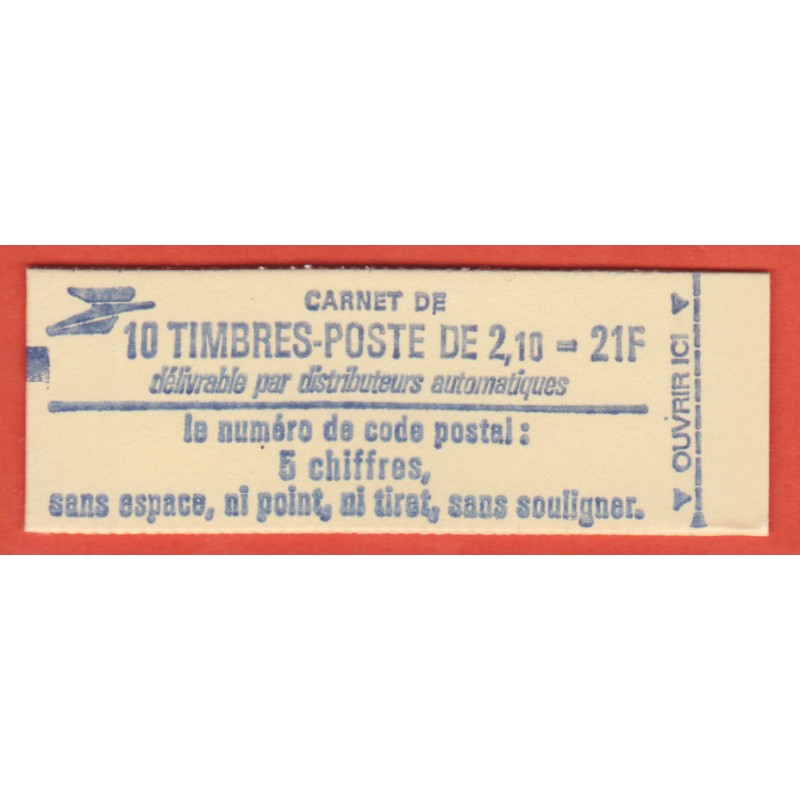 CARNET DE
10 TIMBRES-POSTE DE 2,10 = 21F
délivrable par distributeurs automatiques
le numéro de code postal :
5 chiffres,
sans espace, ni point, ni tiret, sans souligner.
OUVRIR ICI